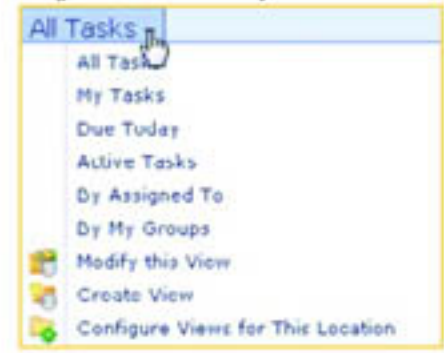 All Tasks
All Tasks
My Tasks
Due Today
Active Tasks
By Assigned To
By My Groups
Modify this View
Create View
Configure Views for This Location